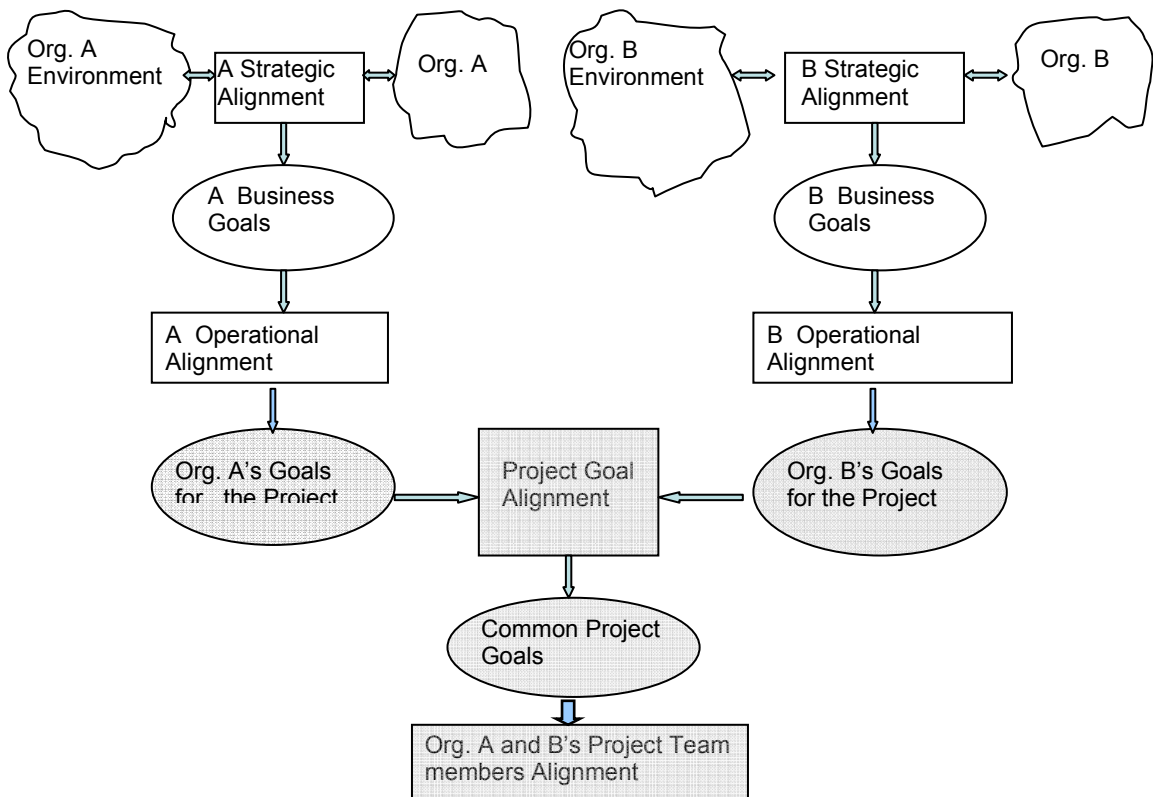 Org. A
Environment
A Strategic
Alignment
Org. A
Org. B
Environment
B Strategic
Alignment
Org. B
A Business
Goals
B Business
Goals
A Operational
Alignment
B Operational
Alignment
Org. A's Goals
for the Project
Project Goal
Alignment
Org. B's Goals
for the Project
Common Project
Goals
Org. A and B's Project Team
members Alignment